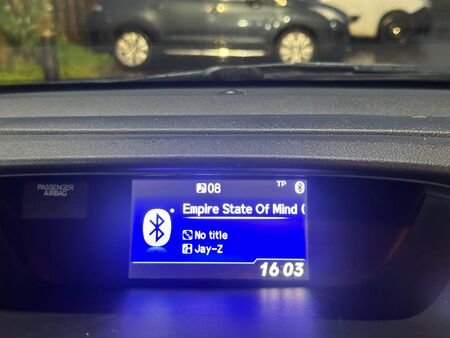 08
TP
Empire State Of Mind (
PASSENGER
AIRBAG
No title
Jay-Z
16 03